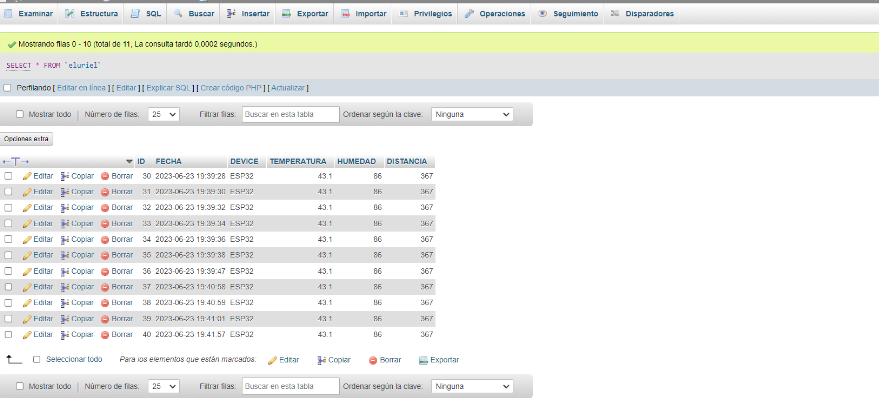 Examinar Estructura SQL Buscar Insertar Exportar Importar Privilegios Operaciones Seguimiento Disparadores
Mostrando filas 0 - 10 (total de 11, La consulta tardó 0,0002 segundos.)
SELECT * FROM `eluriel`
Perfilando [ Editar en línea ] [ Editar ] [ Explicar SQL ] [ Crear código PHP ] [ Actualizar ]
Mostrar todo | Número de filas: 25 Filtrar filas: Buscar en esta tabla Ordenar según la clave: Ninguna
Opciones extra
←T→ ID FECHA DEVICE TEMPERATURA HUMEDAD DISTANCIA
Editar Copiar Borrar 30 2023-06-23 19:39:28 ESP32 43.1 86 367
Editar Copiar Borrar 31 2023-06-23 19:39:30 ESP32 43.1 86 367
Editar Copiar Borrar 32 2023-06-23 19:39:32 ESP32 43.1 86 367
Editar Copiar Borrar 33 2023-06-23 19:39:34 ESP32 43.1 86 367
Editar Copiar Borrar 34 2023-06-23 19:39:36 ESP32 43.1 86 367
Editar Copiar Borrar 35 2023-06-23 19:39:38 ESP32 43.1 86 367
Editar Copiar Borrar 36 2023-06-23 19:39:47 ESP32 43.1 86 367
Editar Copiar Borrar 37 2023-06-23 19:40:58 ESP32 43.1 86 367
Editar Copiar Borrar 38 2023-06-23 19:40:59 ESP32 43.1 86 367
Editar Copiar Borrar 39 2023-06-23 19:41:01 ESP32 43.1 86 367
Editar Copiar Borrar 40 2023-06-23 19:41:57 ESP32 43.1 86 367
Seleccionar todo Para los elementos que están marcados: Editar Copiar Borrar Exportar
Mostrar todo | Número de filas: 25 Filtrar filas: Buscar en esta tabla Ordenar según la clave: Ninguna